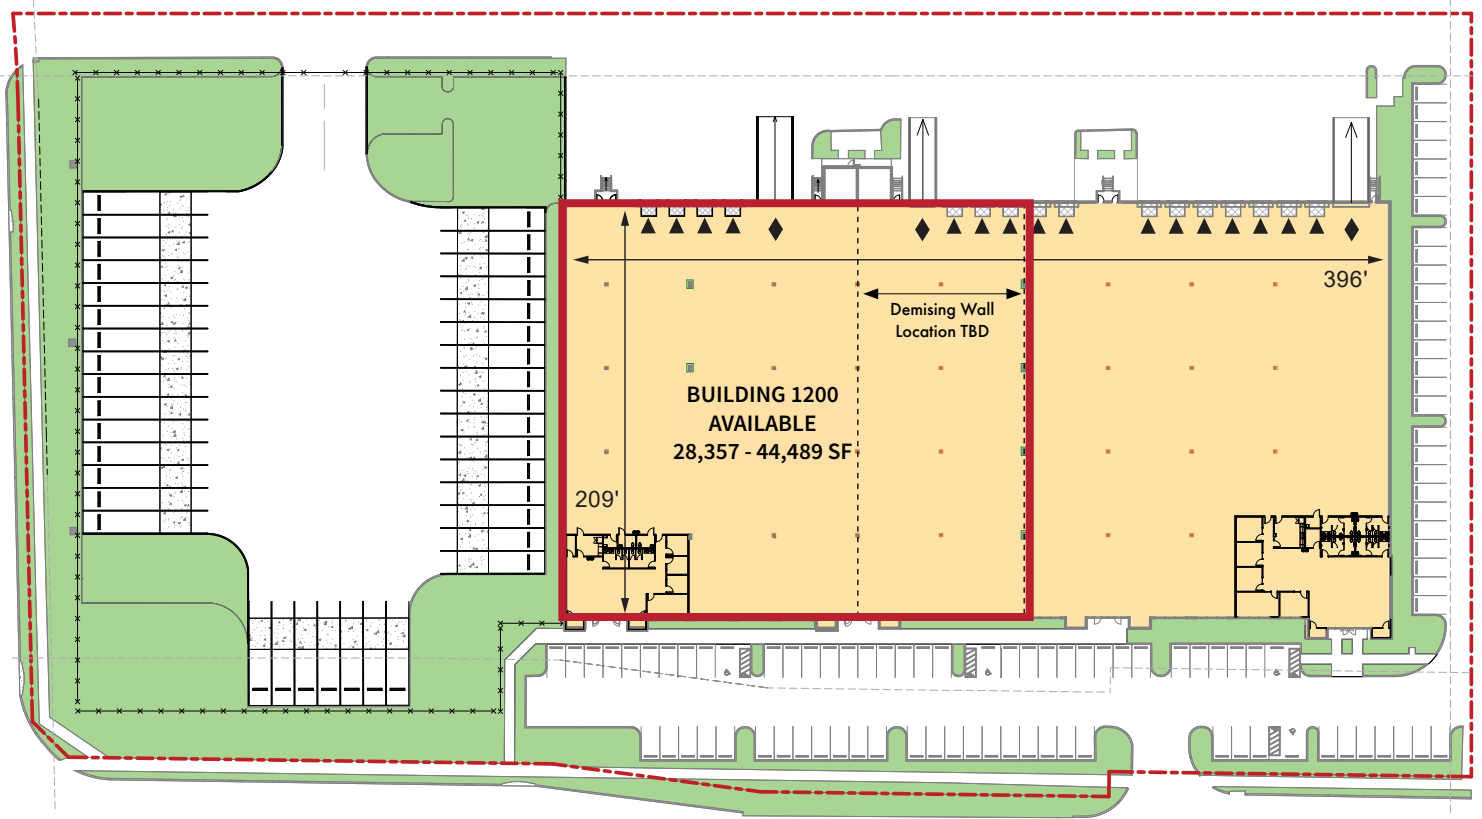 396'
Demising Wall
Location TBD
BUILDING 1200
AVAILABLE
28,357 - 44,489 SF
209'